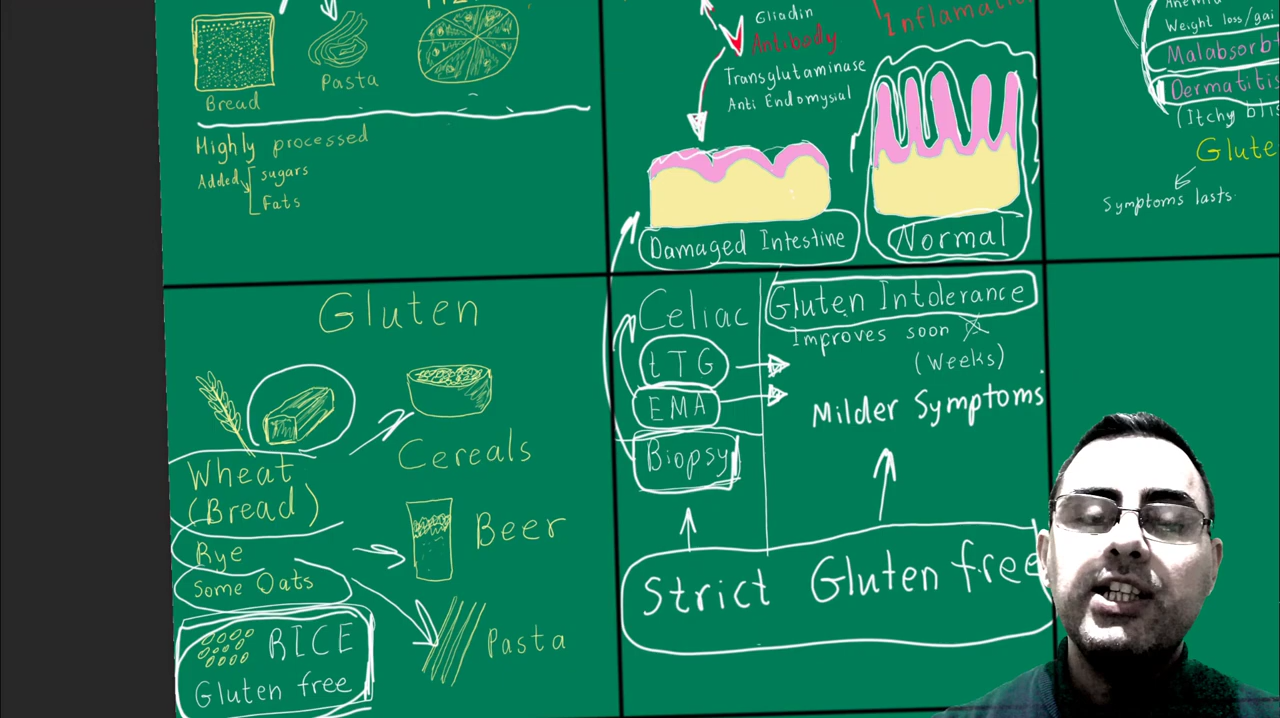 Bread
Pasta
Highly processed
Added
sugars
Fats
Gliadin
Antibody
Transglutaminase
Anti Endomysial
Damaged Intestine
Normal
Weight loss/gai
Malabsorbt
Dermatitis
(Itchy blis
Glute
Symptoms lasts
Gluten
Cereals
Wheat
(Bread)
Rye
Some Oats
RICE
Gluten free
Beer
Pasta
Celiac
tTG
EMA
Biopsy
Gluten Intolerance
Improves soon
(Weeks)
Milder Symptoms
Strict Gluten free